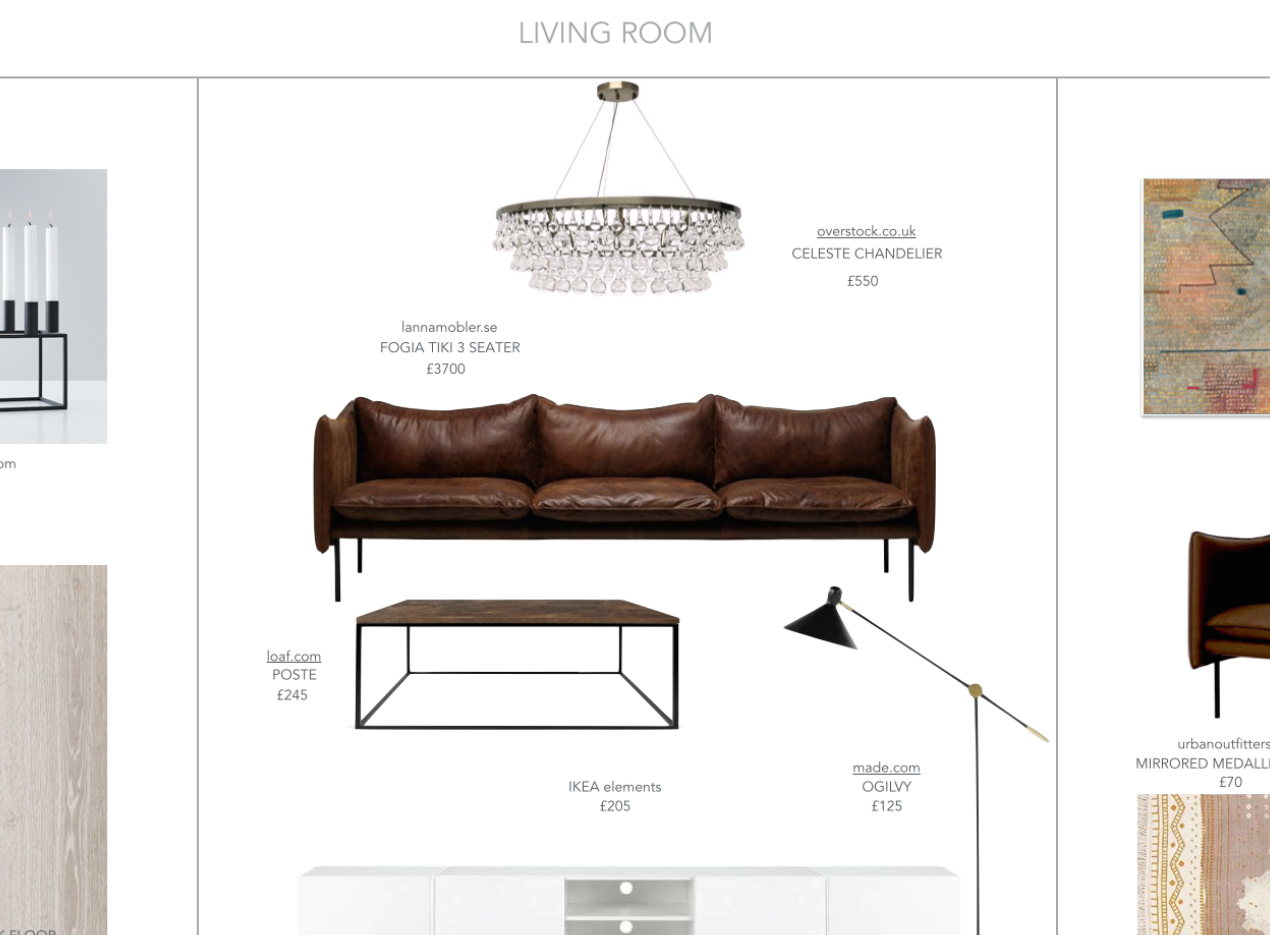 LIVING ROOM
overstock.co.uk
CELESTE CHANDELIER
£550
lannamobler.se
FOGIA TIKI 3 SEATER
£3700
om
loaf.com
POSTE
£245
urbanoutfitters
MIRRORED MEDALL
£70
made.com
OGILVY
£125
IKEA elements
£205
FLOOR